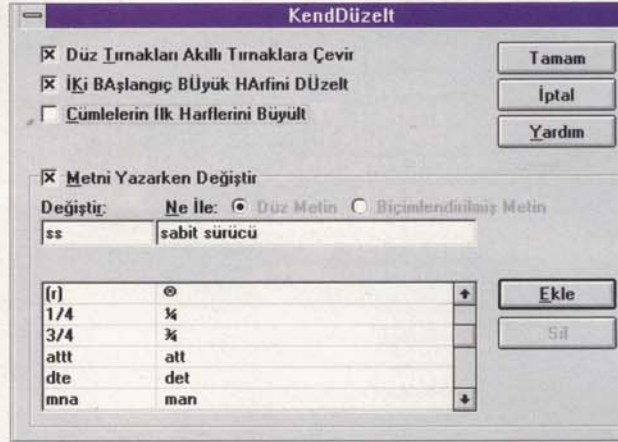 KendDüzelt
Düz Tırnakları Akıllı Tırnaklara Çevir
İKi BAşlangıç BÜyük HArfini DÜzelt
Cümlelerin İlk Harflerini Büyült
Tamam
İptal
Yardım
Metni Yazarken Değiştir
Değiştir: Ne İle: Düz Metin Biçimlendirilmiş Metin
ss sabit sürücü
(r) ®
1/4 ¼
3/4 ¾
attt att
dte det
mna man
Ekle
Sil